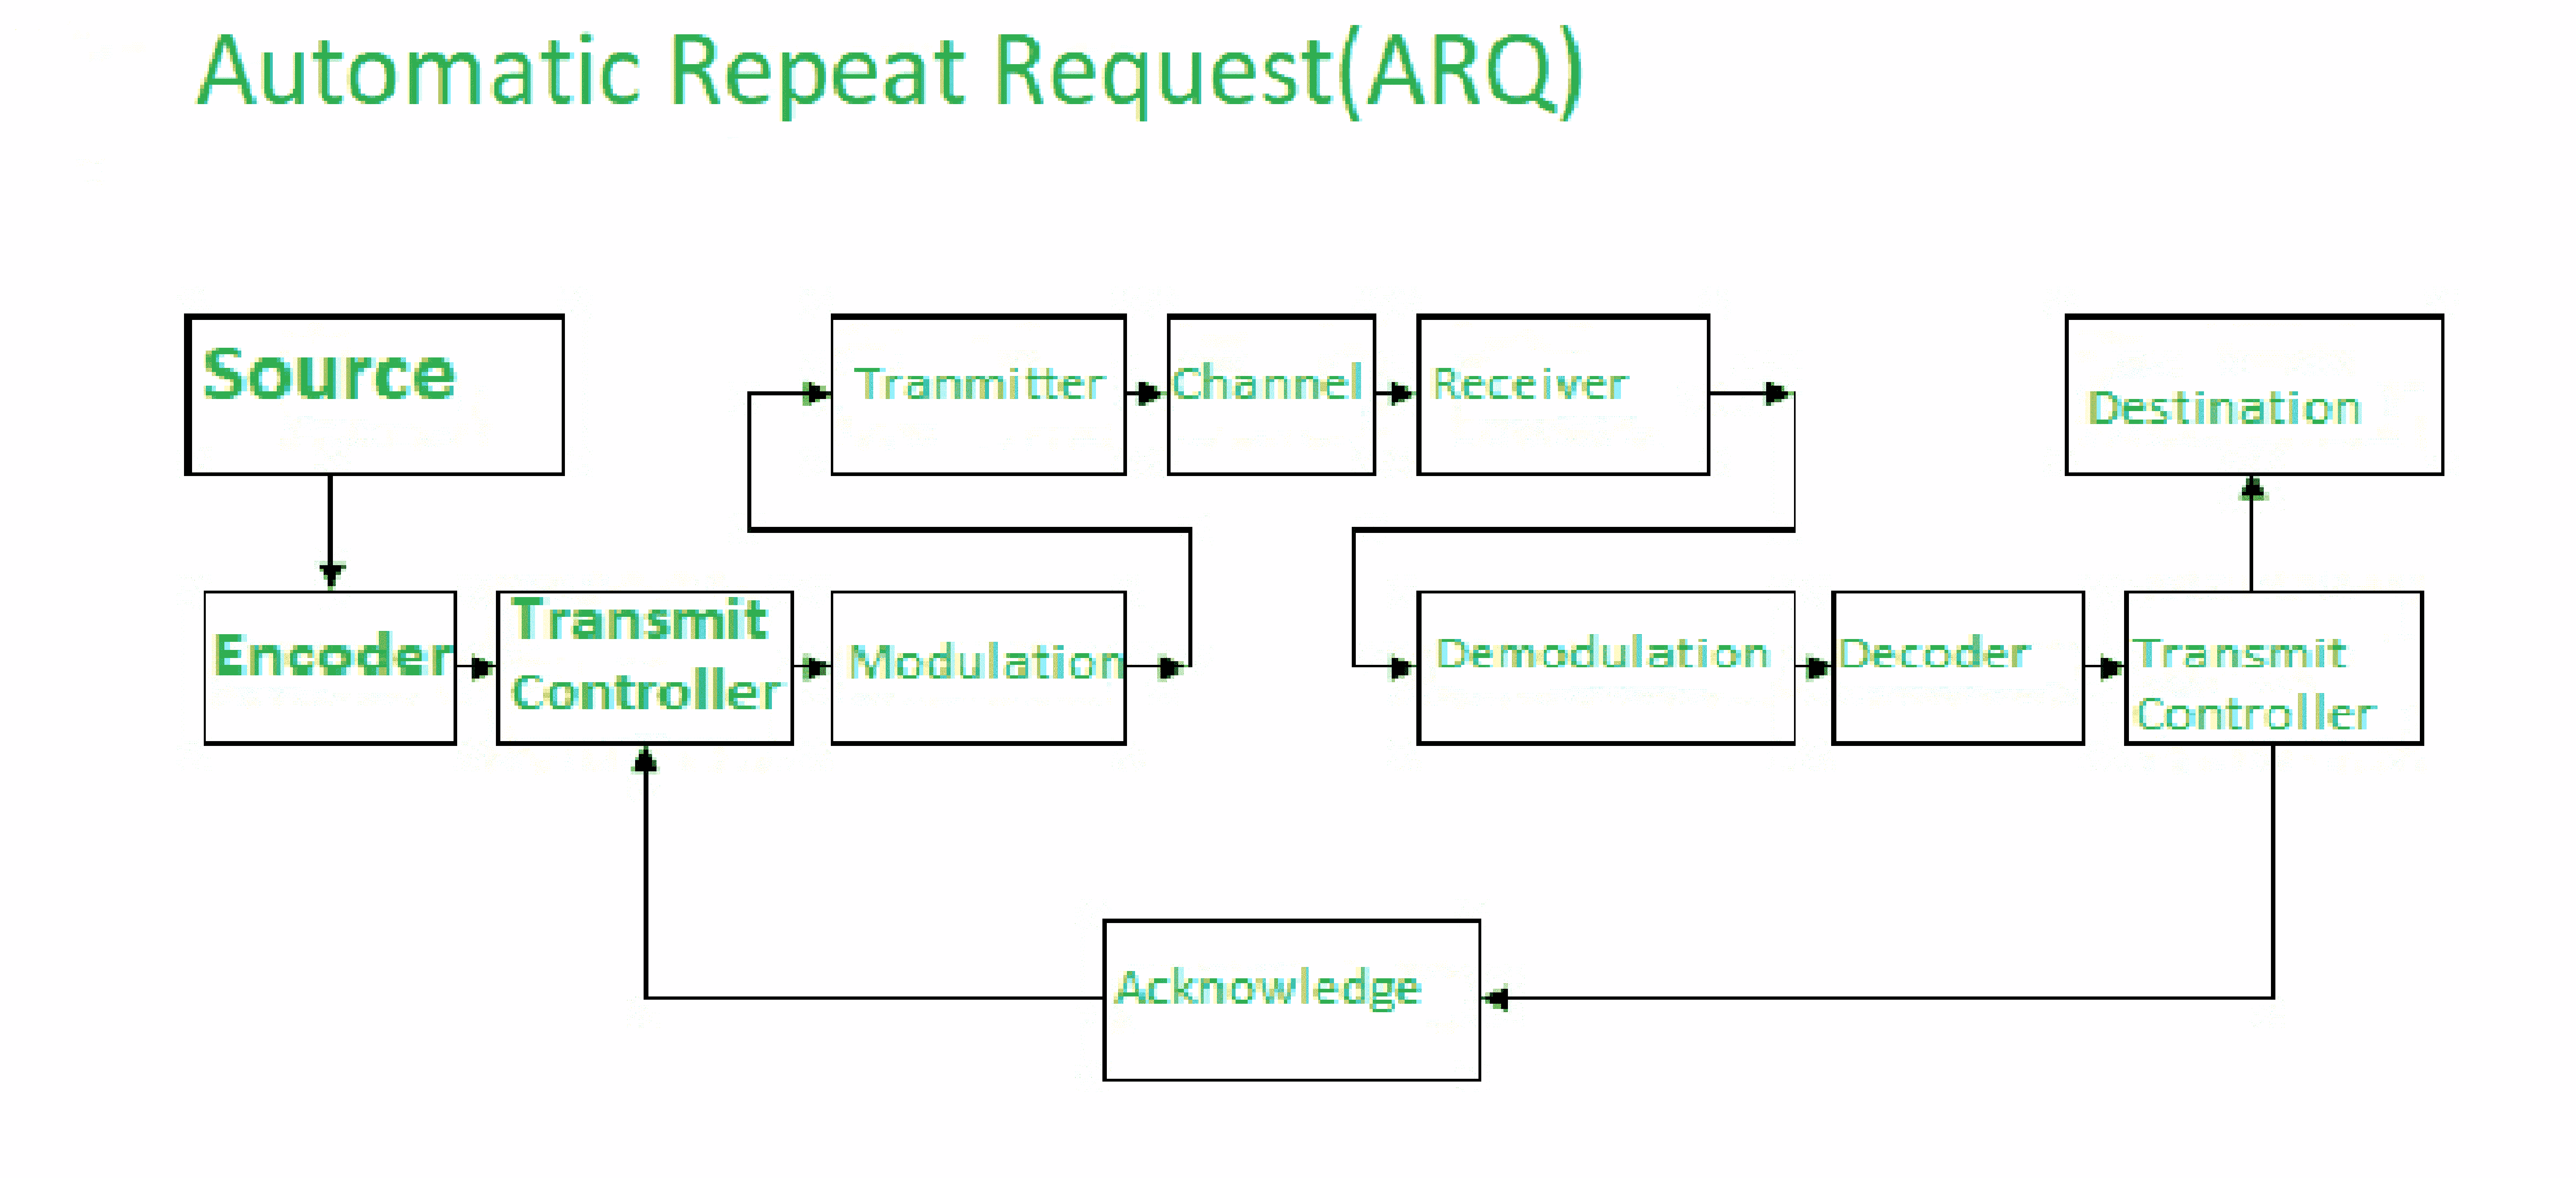 Automatic Repeat Request(ARQ)
Source
Tranmitter
Channel
Receiver
Destination
Encoder
Transmit
Controller
Modulation
Demodulation
Decoder
Transmit
Controller
Acknowledge